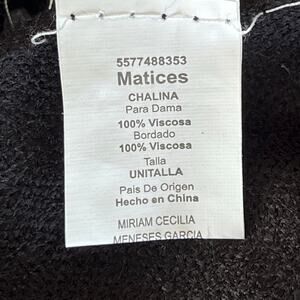 5577488353
Matices
CHALINA
Para Dama
100% Viscosa
Bordado
100% Viscosa
Talla
UNITALLA
Pais De Origen
Hecho en China
MIRIAM CECILIA
MENESES GARCIA